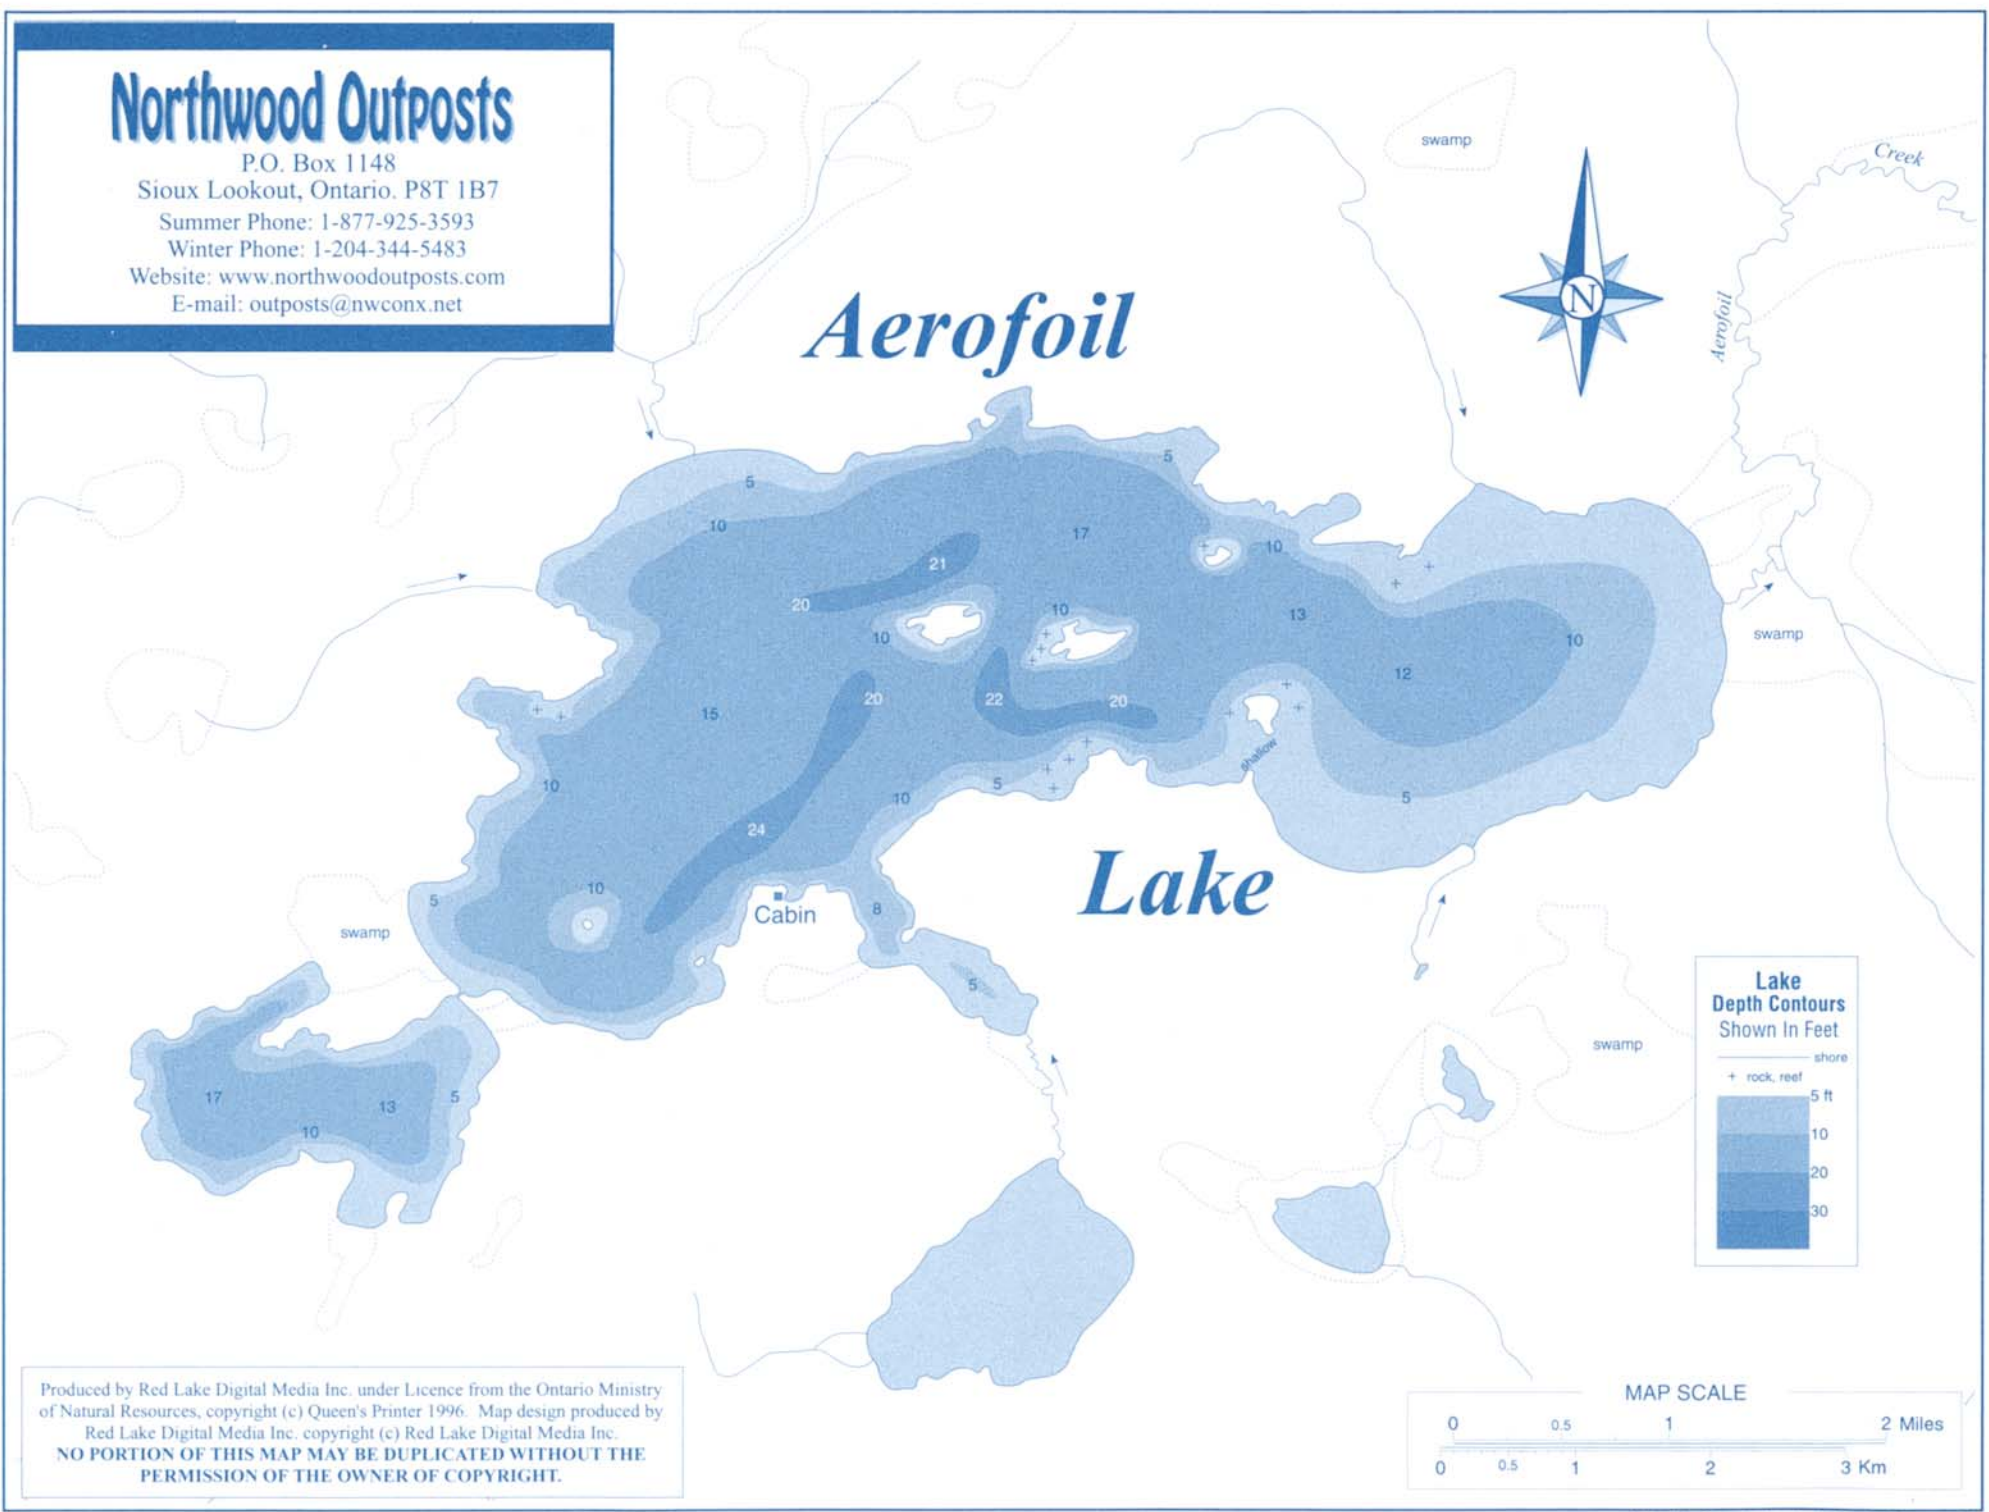 Northwood Outposts
P.O. Box 1148
Sioux Lookout, Ontario. P8T 1B7
Summer Phone: 1-877-925-3593
Winter Phone: 1-204-344-5483
Website: www.northwoodoutposts.com
E-mail: outposts@nwconx.net
swamp
Creek
Aerofoil
N
Aerofoil
5
5
10
17
10
21
20
10
13
10
10
swamp
12
20
22
20
15
shallow
10
5
10
5
24
10
Lake
5
Cabin
8
swamp
5
17
13
5
10
swamp
Lake
Depth Contours
Shown In Feet
shore
+ rock, reef
5 ft
10
20
30
MAP SCALE
0 0.5 1 2 Miles
0 0.5 1 2 3 Km
Produced by Red Lake Digital Media Inc. under Licence from the Ontario Ministry
of Natural Resources, copyright (c) Queen's Printer 1996. Map design produced by
Red Lake Digital Media Inc. copyright (c) Red Lake Digital Media Inc.
NO PORTION OF THIS MAP MAY BE DUPLICATED WITHOUT THE
PERMISSION OF THE OWNER OF COPYRIGHT.